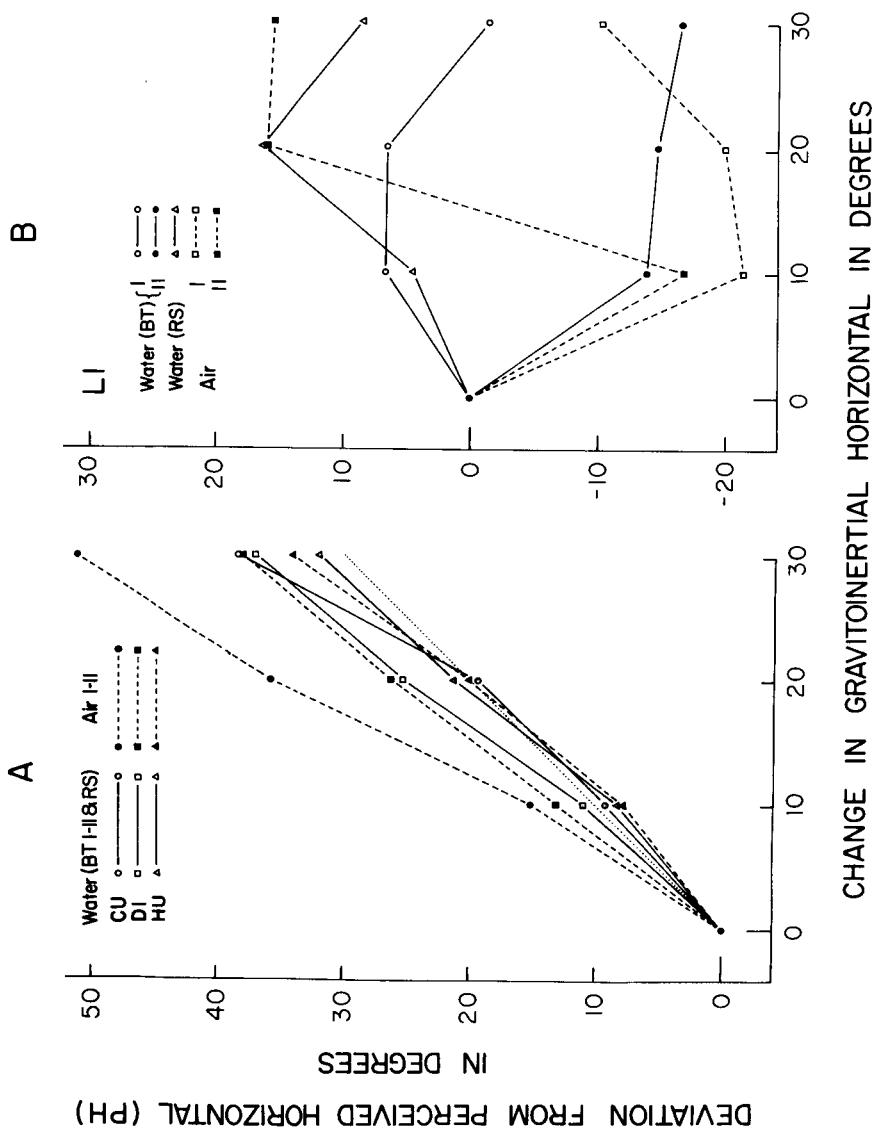 A
Water (BT I-II & RS) Air I-II
CU
DI
HU
50
40
30
20
10
0
0 10 20 30
B
LI
Water (BT) { I
II
Water (RS)
Air I
II
30
20
10
0
-10
-20
0 10 20 30
DEVIATION FROM PERCEIVED HORIZONTAL (PH)
IN DEGREES
CHANGE IN GRAVITOINERTIAL HORIZONTAL IN DEGREES